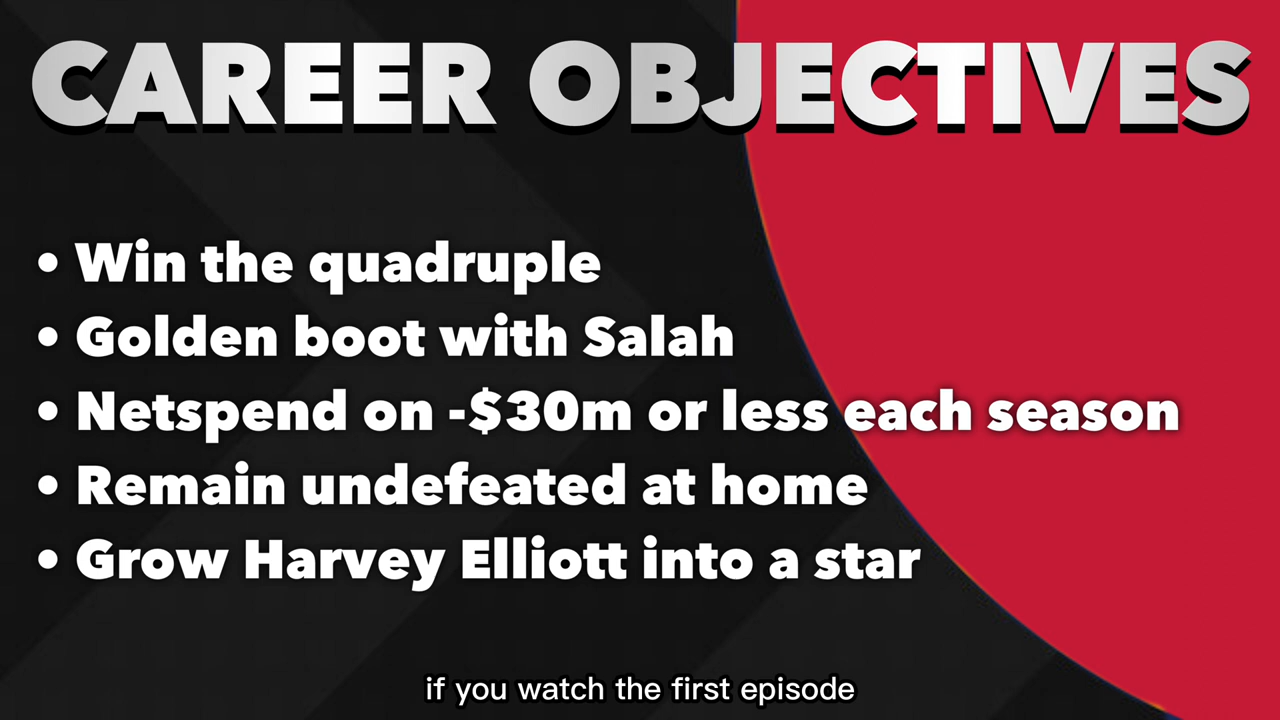 CAREER OBJECTIVES
• Win the quadruple
• Golden boot with Salah
• Netspend on -$30m or less each season
• Remain undefeated at home
• Grow Harvey Elliott into a star
if you watch the first episode